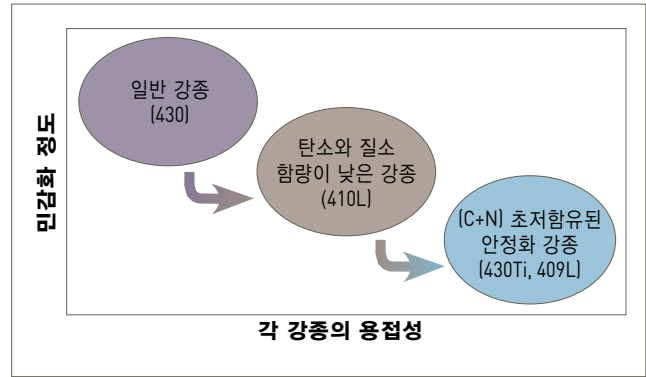 일반 강종
(430)
탄소와 질소
함량이 낮은 강종
(410L)
(C+N) 초저함유된
안정화 강종
(430Ti, 409L)
민감화 정도
각 강종의 용접성